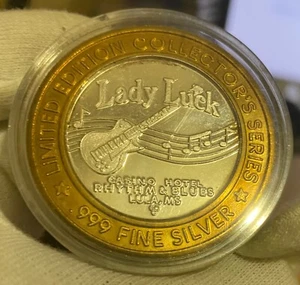 LIMITED EDITION COLLECTOR'S SERIES
Lady Luck
CASINO HOTEL
RHYTHM & BLUES
LULA, MS
.999 FINE SILVER